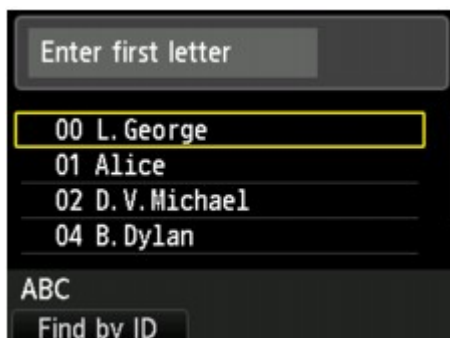 Enter first letter
00 L.George
01 Alice
02 D.V.Michael
04 B.Dylan
ABC
Find by ID